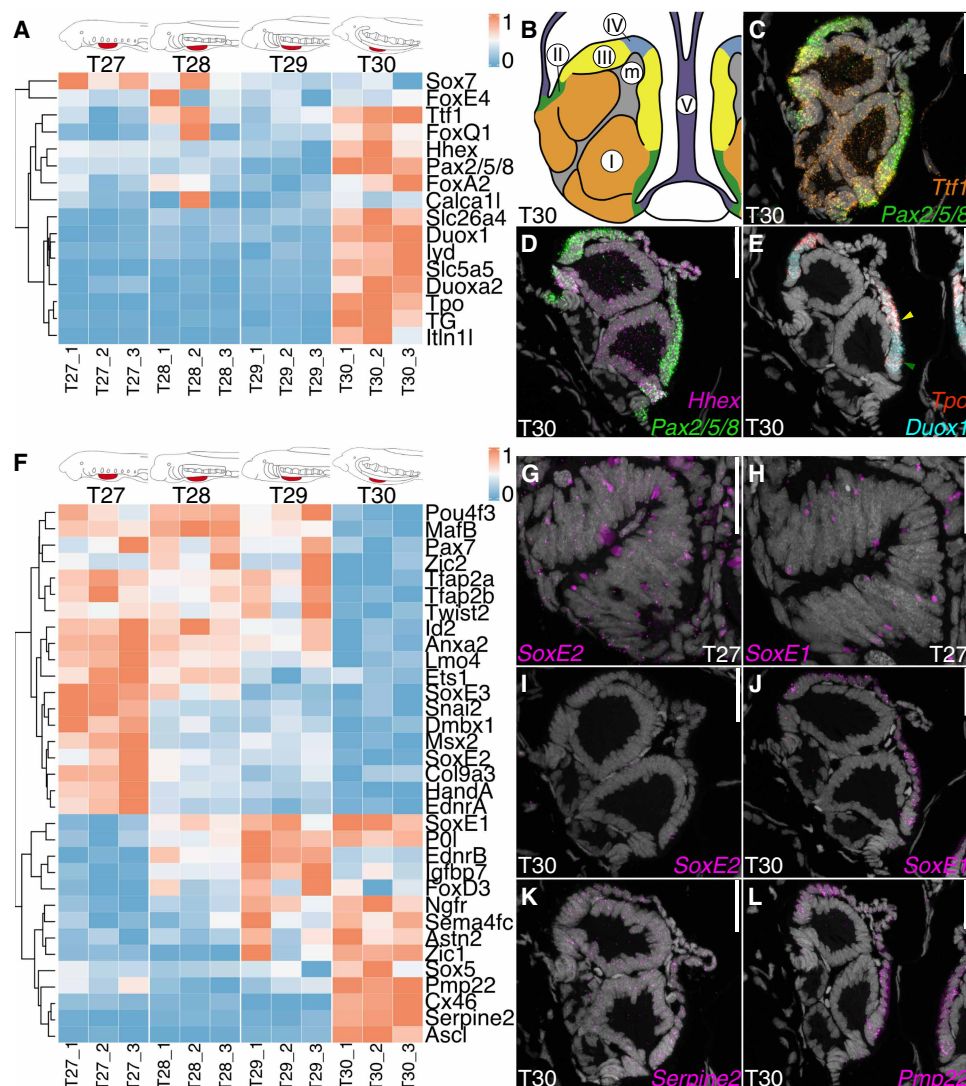 A
T27 T28 T29 T30
1
0
Sox7
FoxE4
Ttf1
FoxQ1
Hhex
Pax2/5/8
FoxA2
Calca1l
Slc26a4
Duox1
Iyd
Slc5a5
Duoxa2
Tpo
TG
Itln1l
T27_1 T27_2 T27_3 T28_1 T28_2 T28_3 T29_1 T29_2 T29_3 T30_1 T30_2 T30_3
B
IV
II
III
m
V
I
T30
C
Ttf1
T30 Pax2/5/8
D
Hhex
T30 Pax2/5/8
E
Tpo
T30 Duox1
F
T27 T28 T29 T30
1
0
Pou4f3
MafB
Pax7
Zic2
Tfap2a
Tfap2b
Twist2
Id2
Anxa2
Lmo4
Ets1
SoxE3
Snai2
Dmbx1
Msx2
SoxE2
Col9a3
HandA
EdnrA
SoxE1
P0l
EdnrB
Igfbp7
FoxD3
Ngfr
Sema4fc
Astn2
Zic1
Sox5
Pmp22
Cx46
Serpine2
Ascl
T27_1 T27_2 T27_3 T28_1 T28_2 T28_3 T29_1 T29_2 T29_3 T30_1 T30_2 T30_3
G
SoxE2 T27
H
SoxE1 T27
I
T30 SoxE2
J
T30 SoxE1
K
T30 Serpine2
L
T30 Pmp22